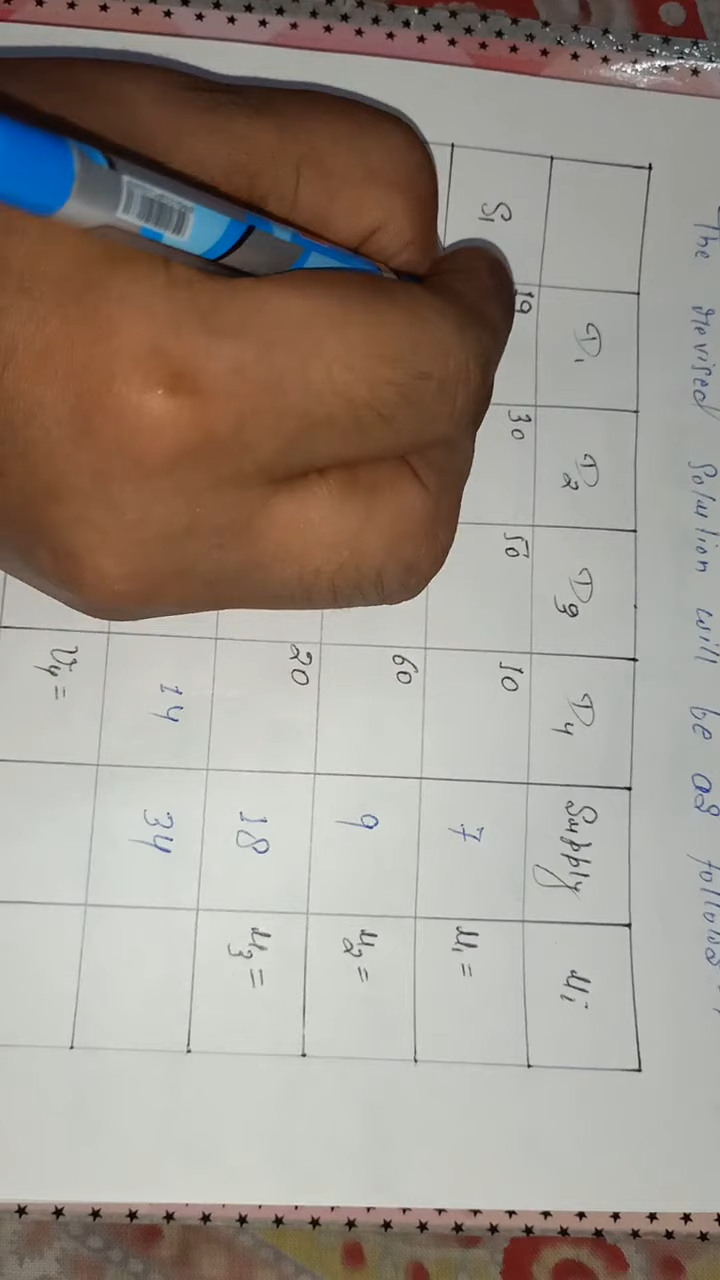 The revised Solution will be as follows
D1 D2 D3 D4 Supply ui
S1 19 30 50 10 7 u1 =
60 9 u2 =
20 18 u3 =
14 34
v4 =